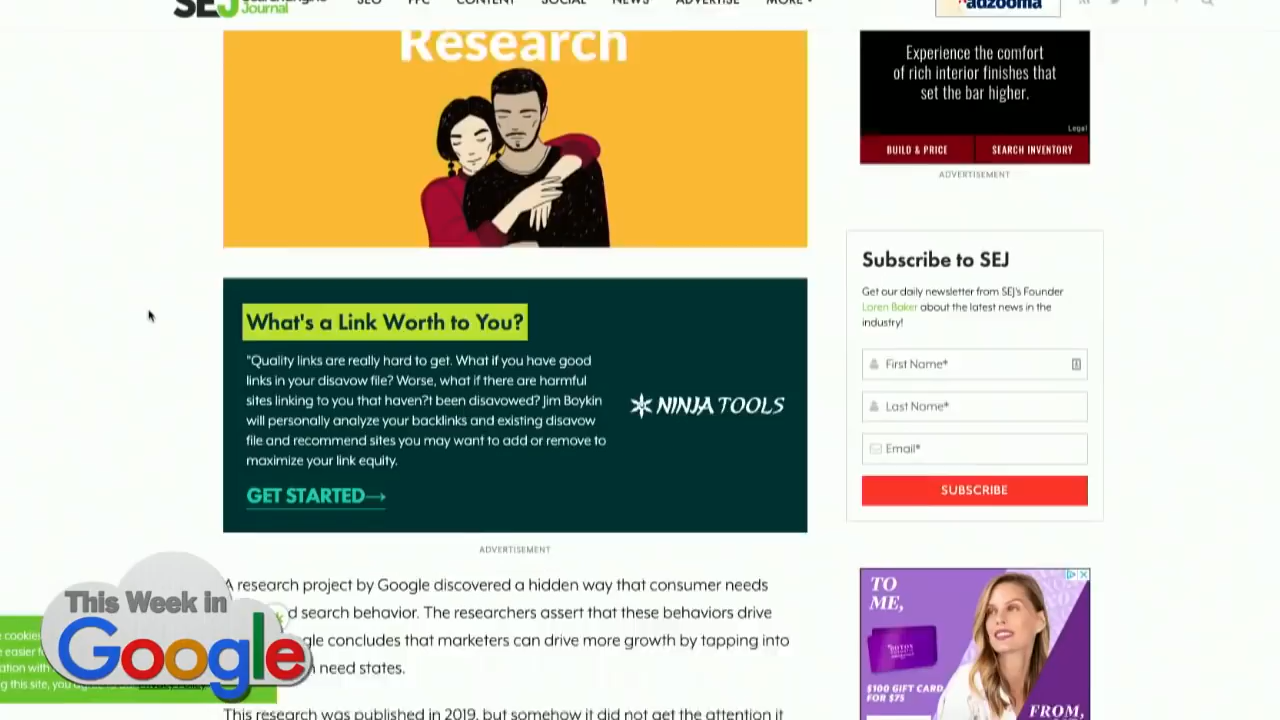 SEJ
Journal
SEO PPC CONTENT SOCIAL NEWS ADVERTISE MORE
adzooma
Research
Experience the comfort
of rich interior finishes that
set the bar higher.
Legal
BUILD & PRICE SEARCH INVENTORY
ADVERTISEMENT
Subscribe to SEJ
Get our daily newsletter from SEJ's Founder
Loren Baker about the latest news in the
industry!
First Name*
Last Name*
Email*
SUBSCRIBE
What's a Link Worth to You?
"Quality links are really hard to get. What if you have good
links in your disavow file? Worse, what if there are harmful
sites linking to you that haven?t been disavowed? Jim Boykin
will personally analyze your backlinks and existing disavow
file and recommend sites you may want to add or remove to
maximize your link equity.
NINJA TOOLS
GET STARTED→
ADVERTISEMENT
A research project by Google discovered a hidden way that consumer needs
d search behavior. The researchers assert that these behaviors drive
gle concludes that marketers can drive more growth by tapping into
need states.
This research was published in 2019, but somehow it did not get the attention it
This Week in
Google
cookies
easier
ation with
g this site, you
TO
ME,
BOTOX
$100 GIFT CARD
FOR $75
FROM,